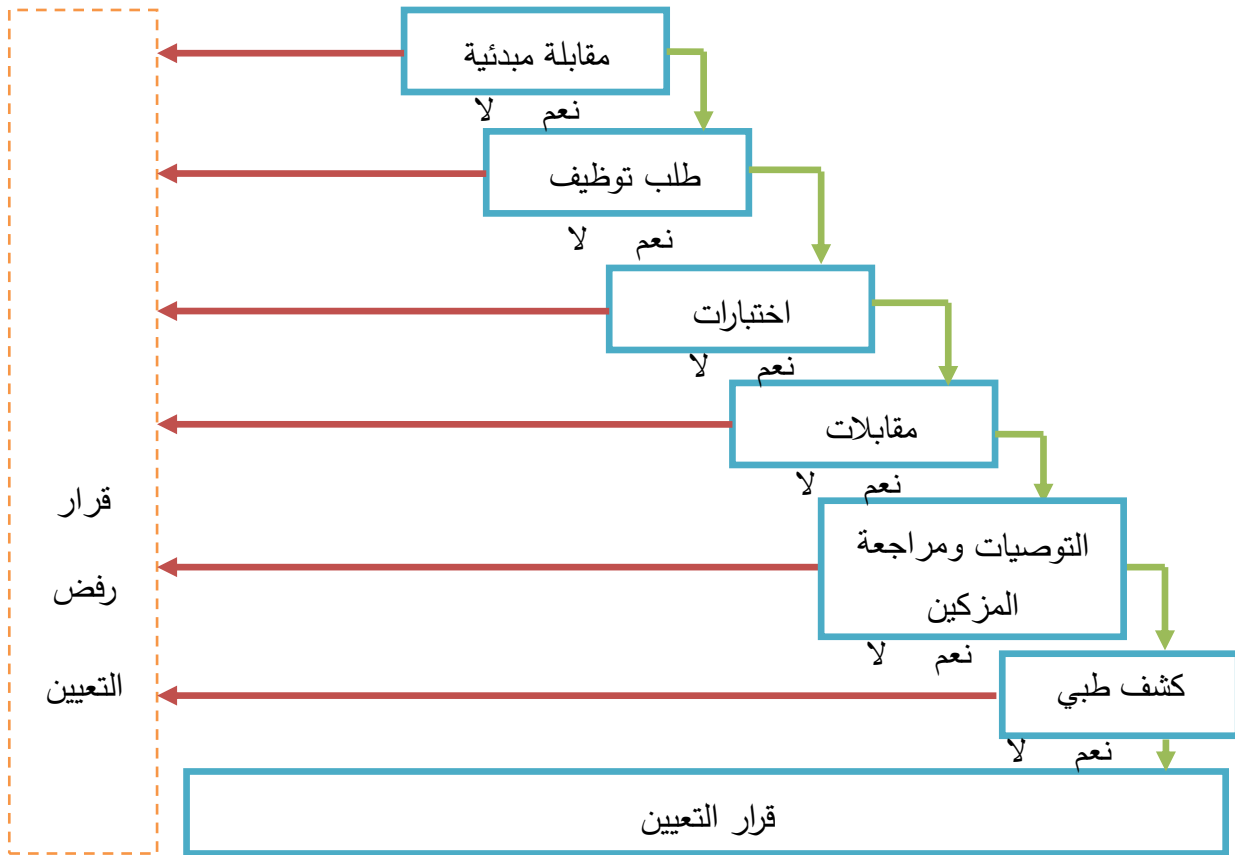 مقابلة مبدئية
نعم لا
طلب توظيف
نعم لا
اختبارات
نعم لا
مقابلات
نعم لا
التوصيات ومراجعة
المزكين
نعم لا
كشف طبي
نعم لا
قرار التعيين
قرار
رفض
التعيين